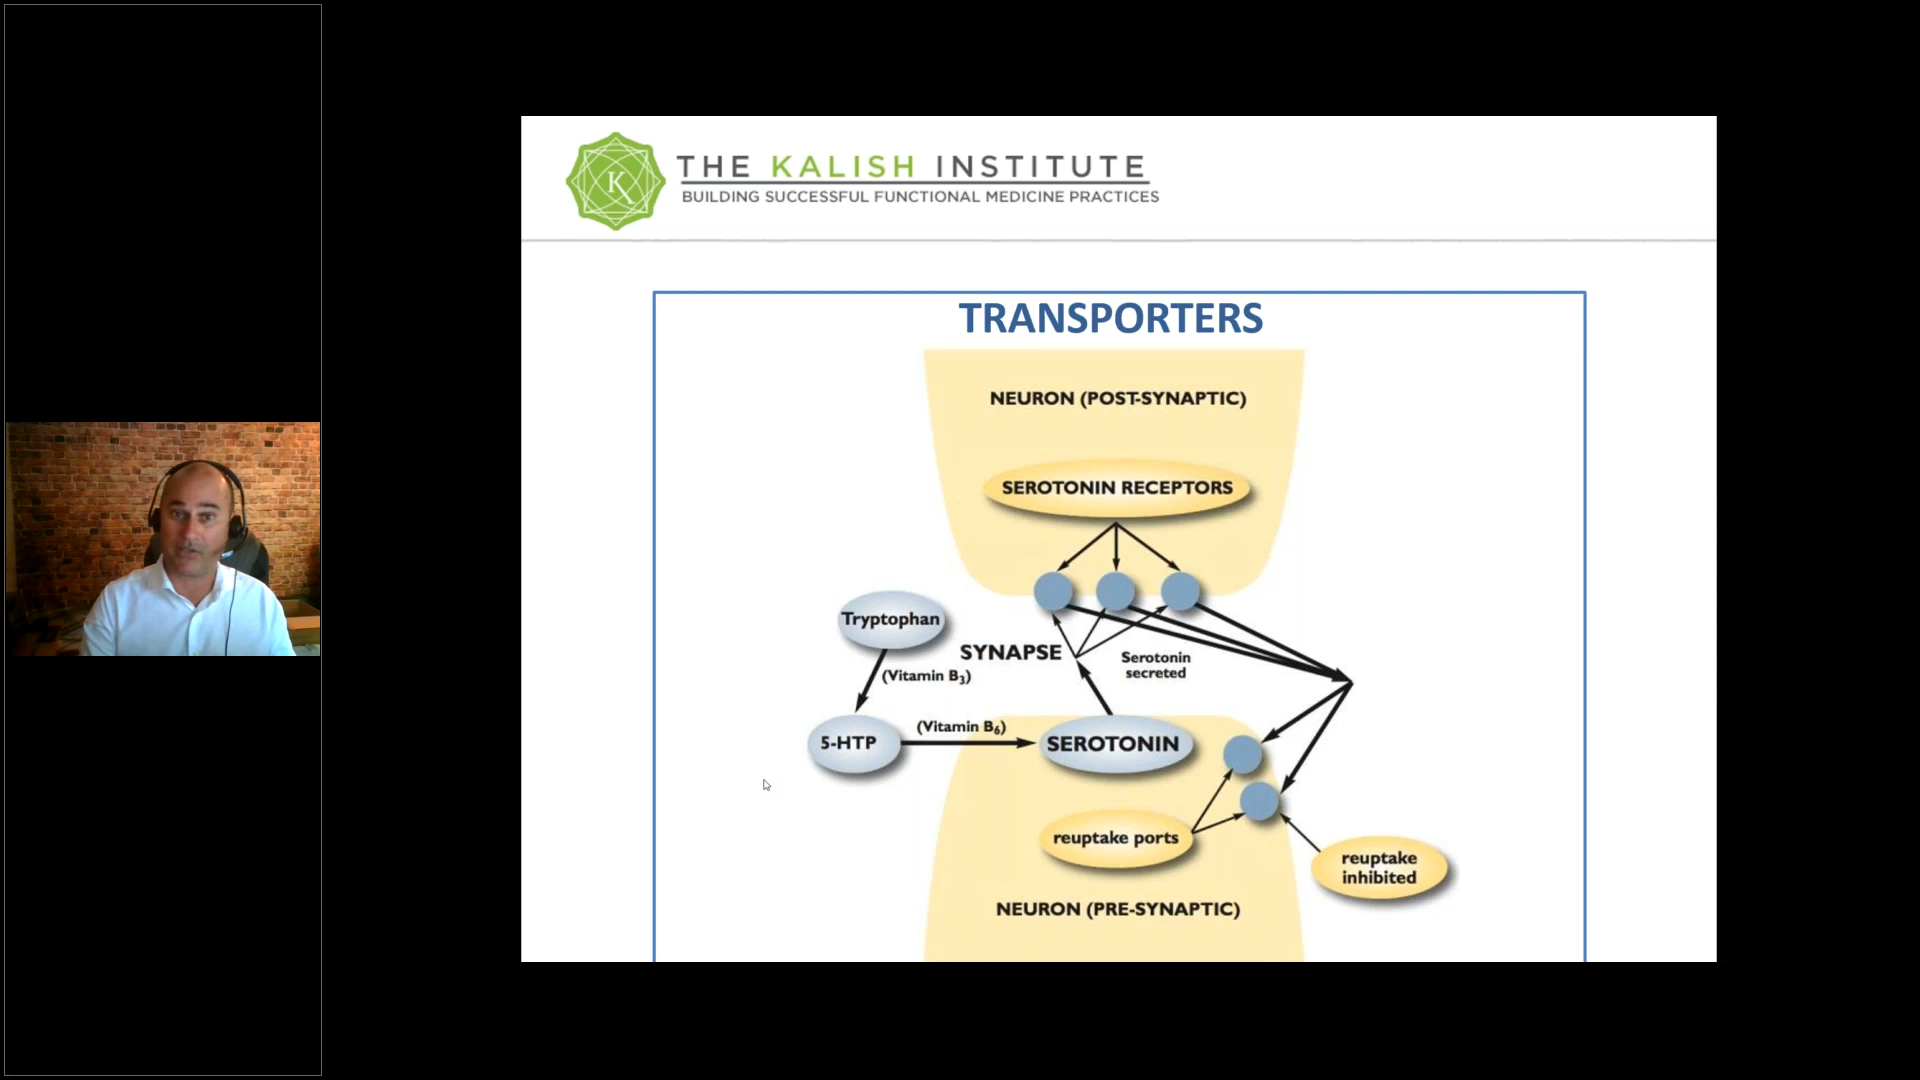 K
THE KALISH INSTITUTE
BUILDING SUCCESSFUL FUNCTIONAL MEDICINE PRACTICES
TRANSPORTERS
NEURON (POST-SYNAPTIC)
SEROTONIN RECEPTORS
Tryptophan
SYNAPSE
Serotonin
secreted
(Vitamin B₃)
(Vitamin B₆)
5-HTP
SEROTONIN
reuptake ports
reuptake
inhibited
NEURON (PRE-SYNAPTIC)